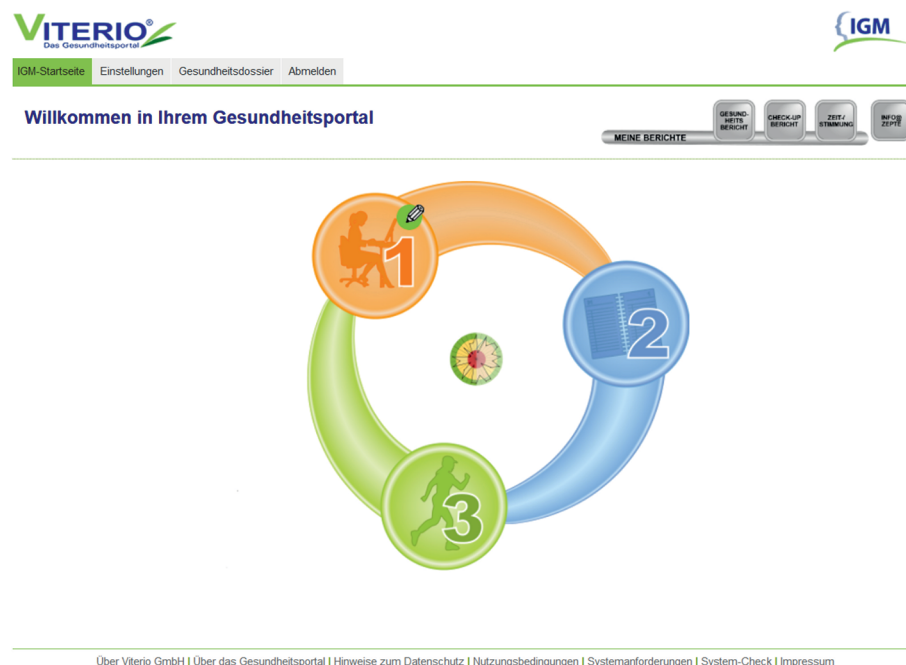 VITERIO®
Das Gesundheitsportal
IGM
IGM-Startseite Einstellungen Gesundheitsdossier Abmelden
Willkommen in Ihrem Gesundheitsportal
MEINE BERICHTE
GESUND-
HEITS
BERICHT
CHECK-UP
BERICHT
ZEIT-/
STIMMUNG
INFO@
ZEPTE
1
2
3
Über Viterio GmbH | Über das Gesundheitsportal | Hinweise zum Datenschutz | Nutzungsbedingungen | Systemanforderungen | System-Check | Impressum